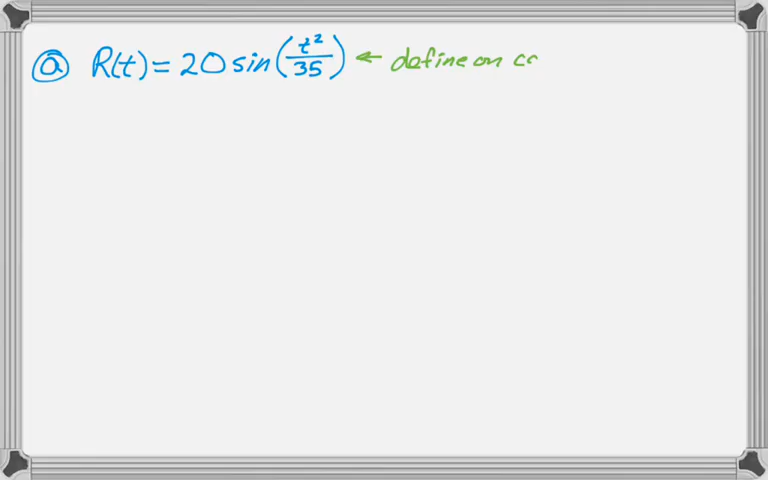 ⓐ R(t) = 20 sin(t²/35) ← define on